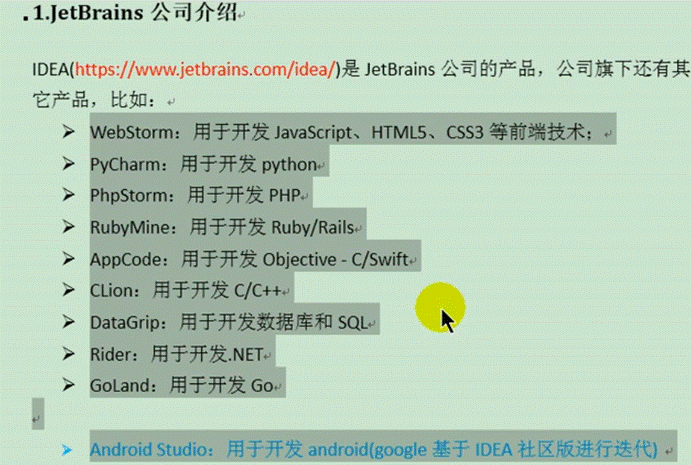 1.JetBrains 公司介绍
IDEA(https://www.jetbrains.com/idea/)是 JetBrains 公司的产品，公司旗下还有其
它产品，比如：
➢ WebStorm：用于开发 JavaScript、HTML5、CSS3 等前端技术；
➢ PyCharm：用于开发 python
➢ PhpStorm：用于开发 PHP
➢ RubyMine：用于开发 Ruby/Rails
➢ AppCode：用于开发 Objective - C/Swift
➢ CLion：用于开发 C/C++
➢ DataGrip：用于开发数据库和 SQL
➢ Rider：用于开发.NET
➢ GoLand：用于开发 Go
➢ Android Studio：用于开发 android(google 基于 IDEA 社区版进行迭代)